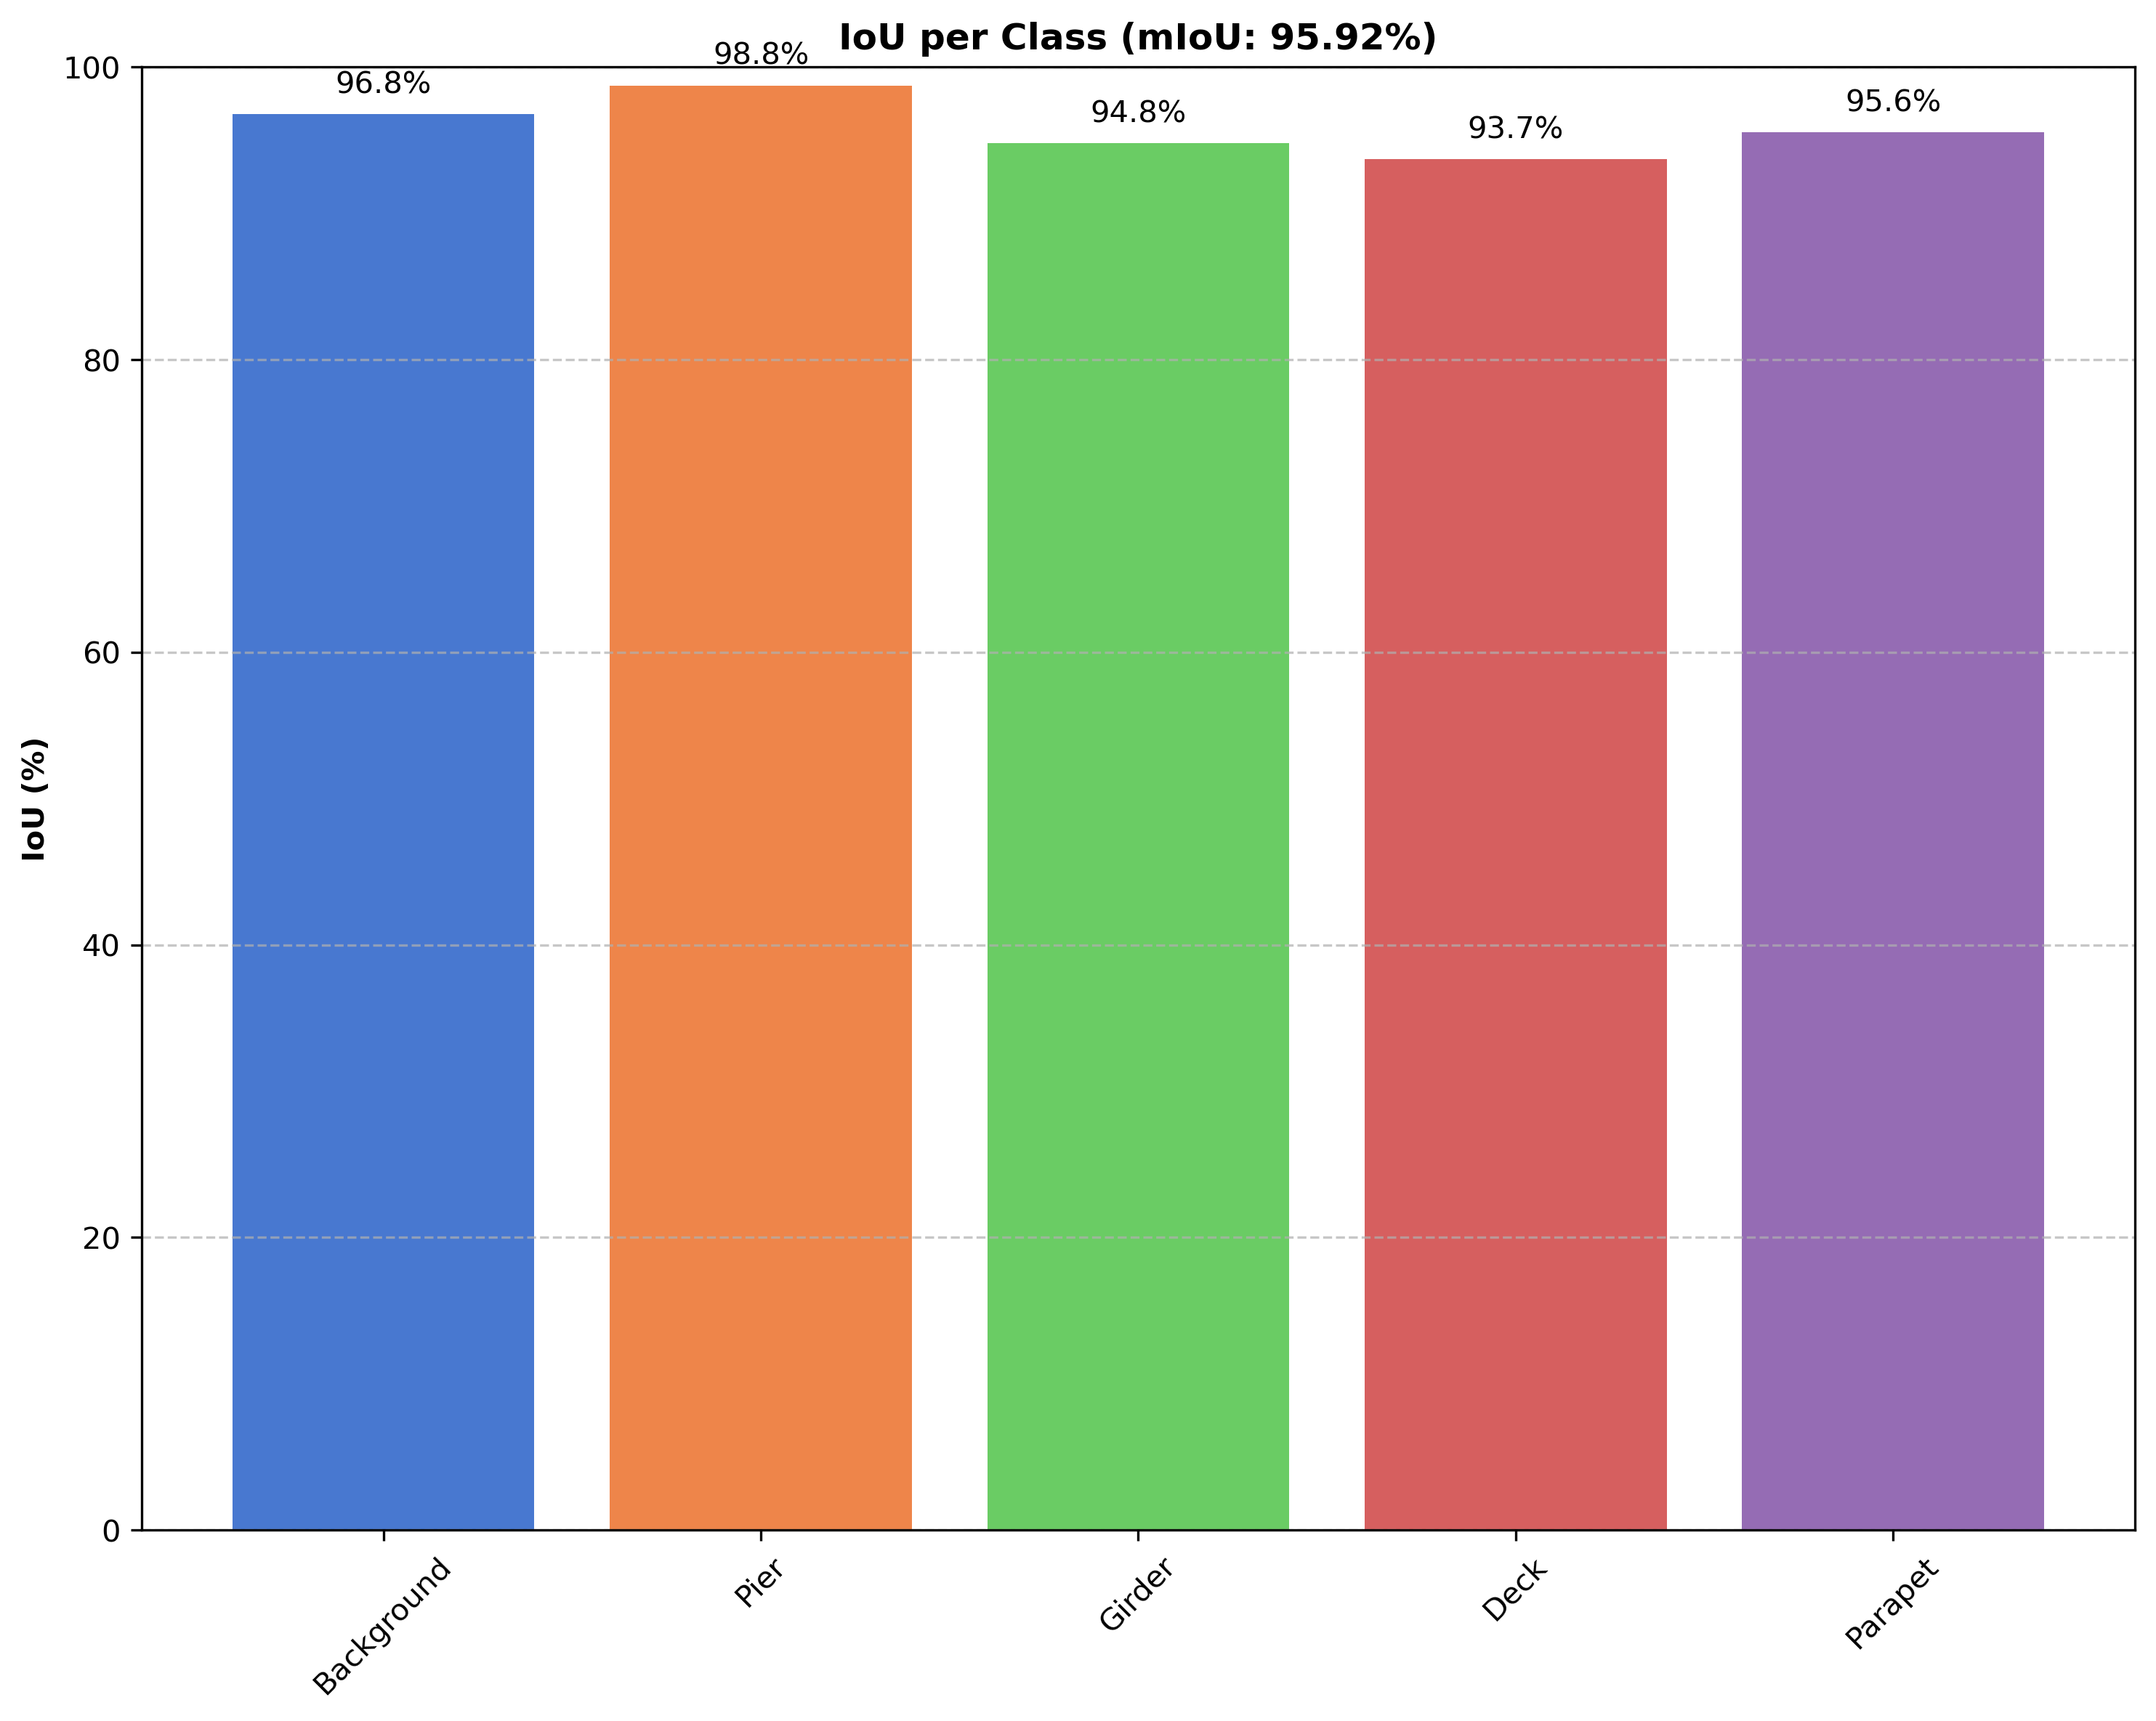 IoU per Class (mIoU: 95.92%)
98.8%
96.8%
94.8%
93.7%
95.6%
100
80
60
40
20
0
IoU (%)
Background
Pier
Girder
Deck
Parapet